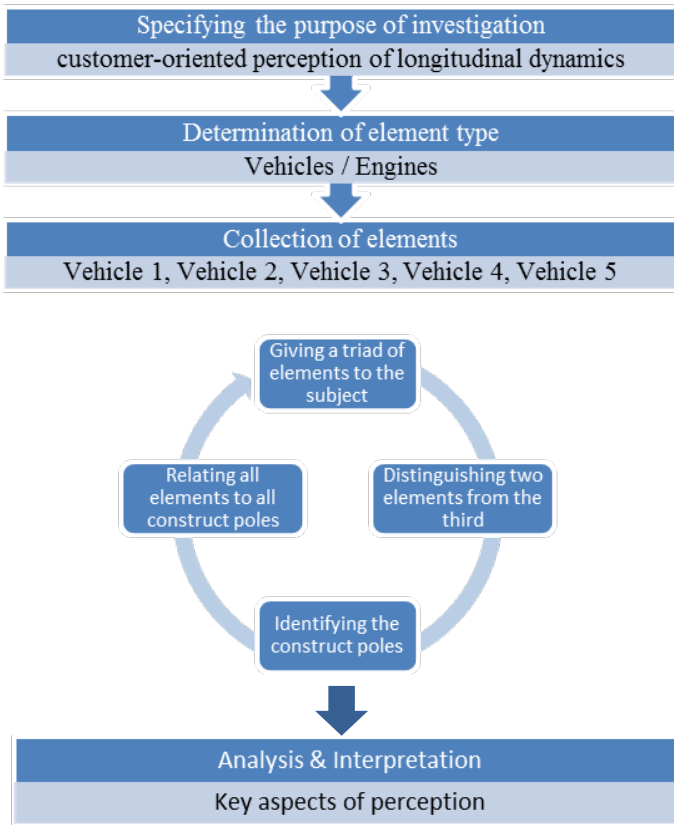 Specifying the purpose of investigation
customer-oriented perception of longitudinal dynamics
Determination of element type
Vehicles / Engines
Collection of elements
Vehicle 1, Vehicle 2, Vehicle 3, Vehicle 4, Vehicle 5
Giving a triad of
elements to the
subject
Relating all
elements to all
construct poles
Distinguishing two
elements from the
third
Identifying the
construct poles
Analysis & Interpretation
Key aspects of perception